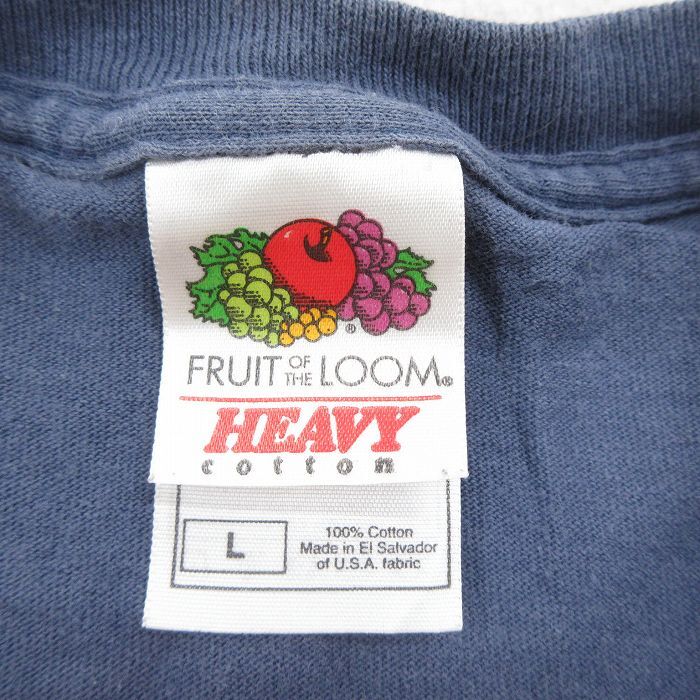 ®
FRUIT OF THE LOOM®
HEAVY
cotton
L
100% Cotton
Made in El Salvador
of U.S.A. fabric